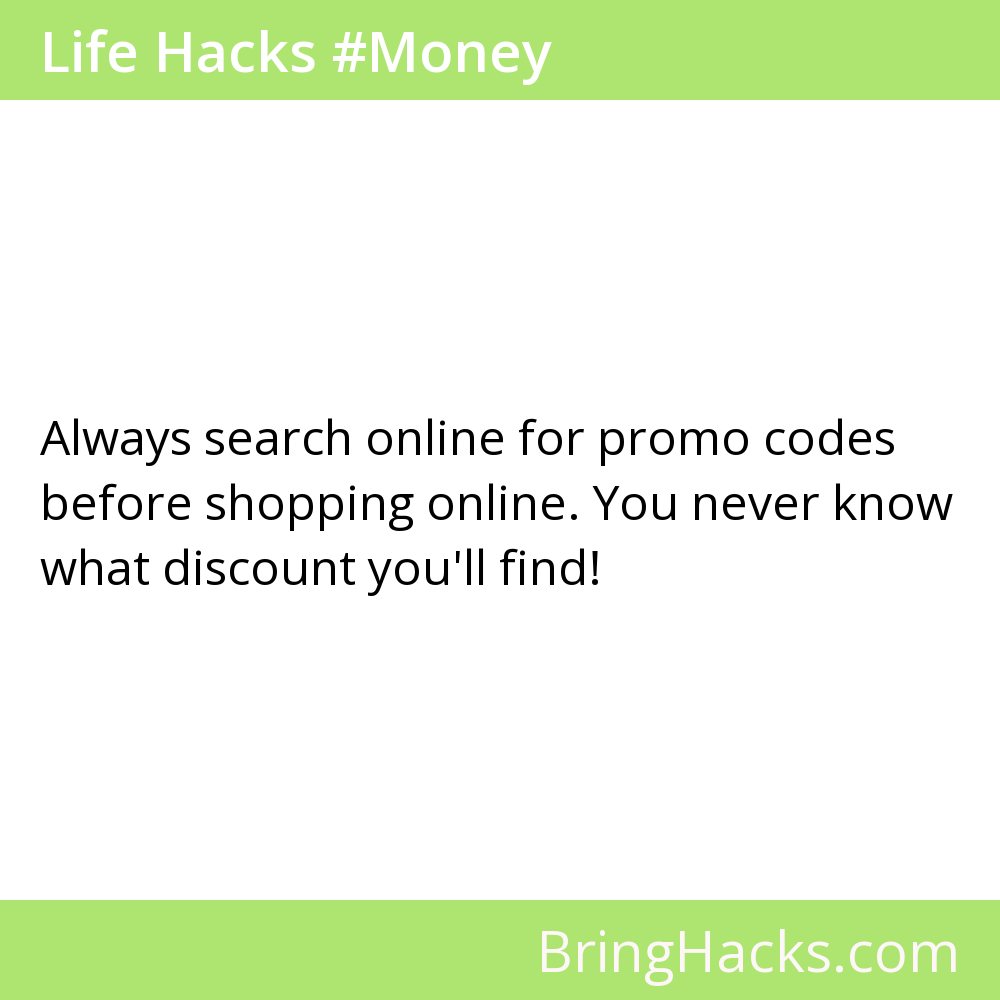 Life Hacks #Money
Always search online for promo codes
before shopping online. You never know
what discount you'll find!
BringHacks.com